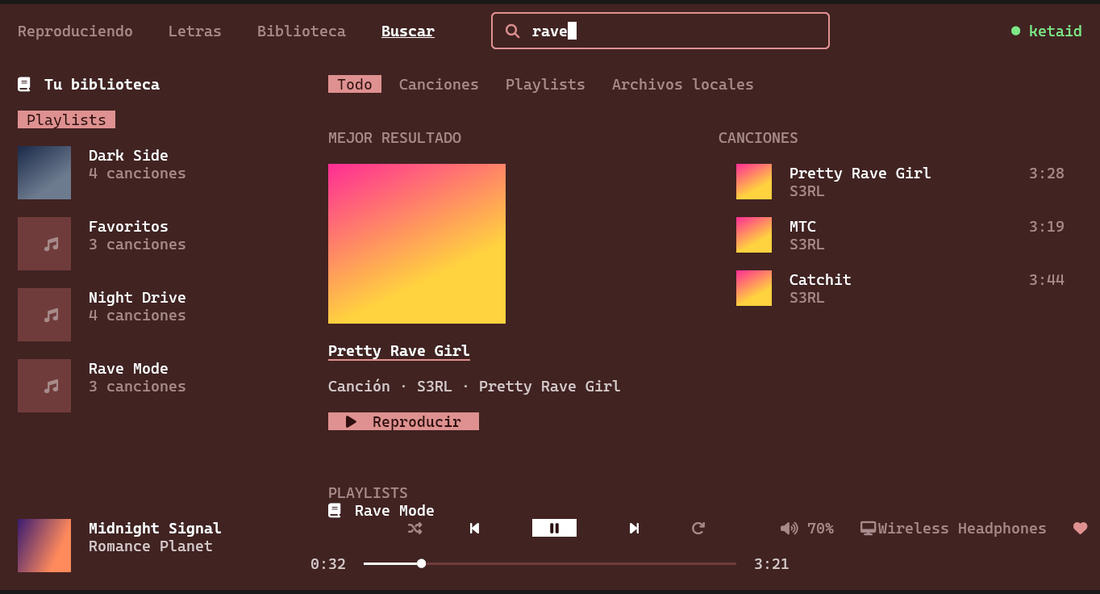 Reproduciendo Letras Biblioteca Buscar rave ketaid
Tu biblioteca
Playlists
Dark Side
4 canciones
Favoritos
3 canciones
Night Drive
4 canciones
Rave Mode
3 canciones
Todo Canciones Playlists Archivos locales
MEJOR RESULTADO
Pretty Rave Girl
Canción · S3RL · Pretty Rave Girl
Reproducir
CANCIONES
Pretty Rave Girl 3:28
S3RL
MTC 3:19
S3RL
Catchit 3:44
S3RL
PLAYLISTS
Rave Mode
Midnight Signal
Romance Planet
70% Wireless Headphones
0:32 3:21